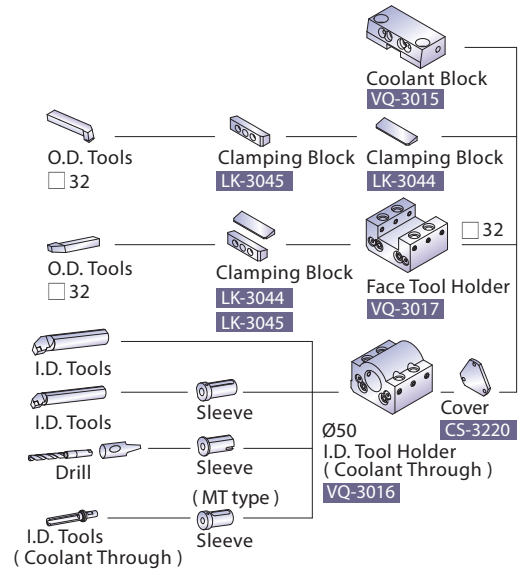 Coolant Block
VQ-3015
O.D. Tools
□ 32
Clamping Block
LK-3045
Clamping Block
LK-3044
O.D. Tools
□ 32
Clamping Block
LK-3044
LK-3045
□ 32
Face Tool Holder
VQ-3017
I.D. Tools
I.D. Tools
Sleeve
Drill
Sleeve
( MT type )
I.D. Tools
( Coolant Through )
Sleeve
Ø50
I.D. Tool Holder
( Coolant Through )
VQ-3016
Cover
CS-3220